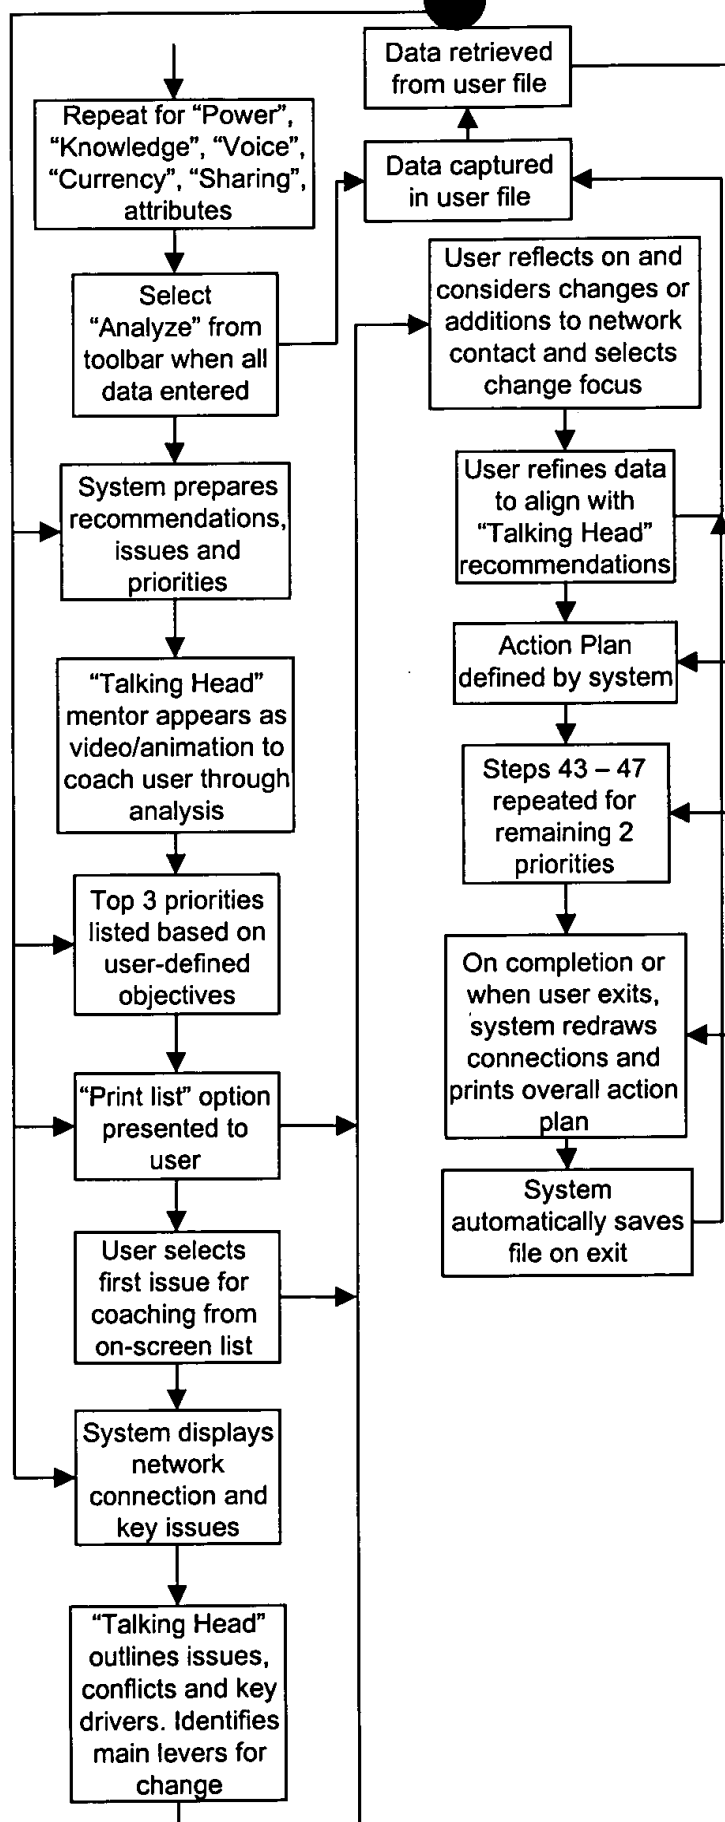 Data retrieved
from user file
Repeat for “Power”,
“Knowledge”, “Voice”,
“Currency”, “Sharing”,
attributes
Data captured
in user file
Select
“Analyze” from
toolbar when all
data entered
System prepares
recommendations,
issues and
priorities
“Talking Head”
mentor appears as
video/animation to
coach user through
analysis
Top 3 priorities
listed based on
user-defined
objectives
“Print list” option
presented to
user
User selects
first issue for
coaching from
on-screen list
System displays
network
connection and
key issues
“Talking Head”
outlines issues,
conflicts and key
drivers. Identifies
main levers for
change
User reflects on and
considers changes or
additions to network
contact and selects
change focus
User refines data
to align with
“Talking Head”
recommendations
Action Plan
defined by system
Steps 43 – 47
repeated for
remaining 2
priorities
On completion or
when user exits,
system redraws
connections and
prints overall action
plan
System
automatically saves
file on exit